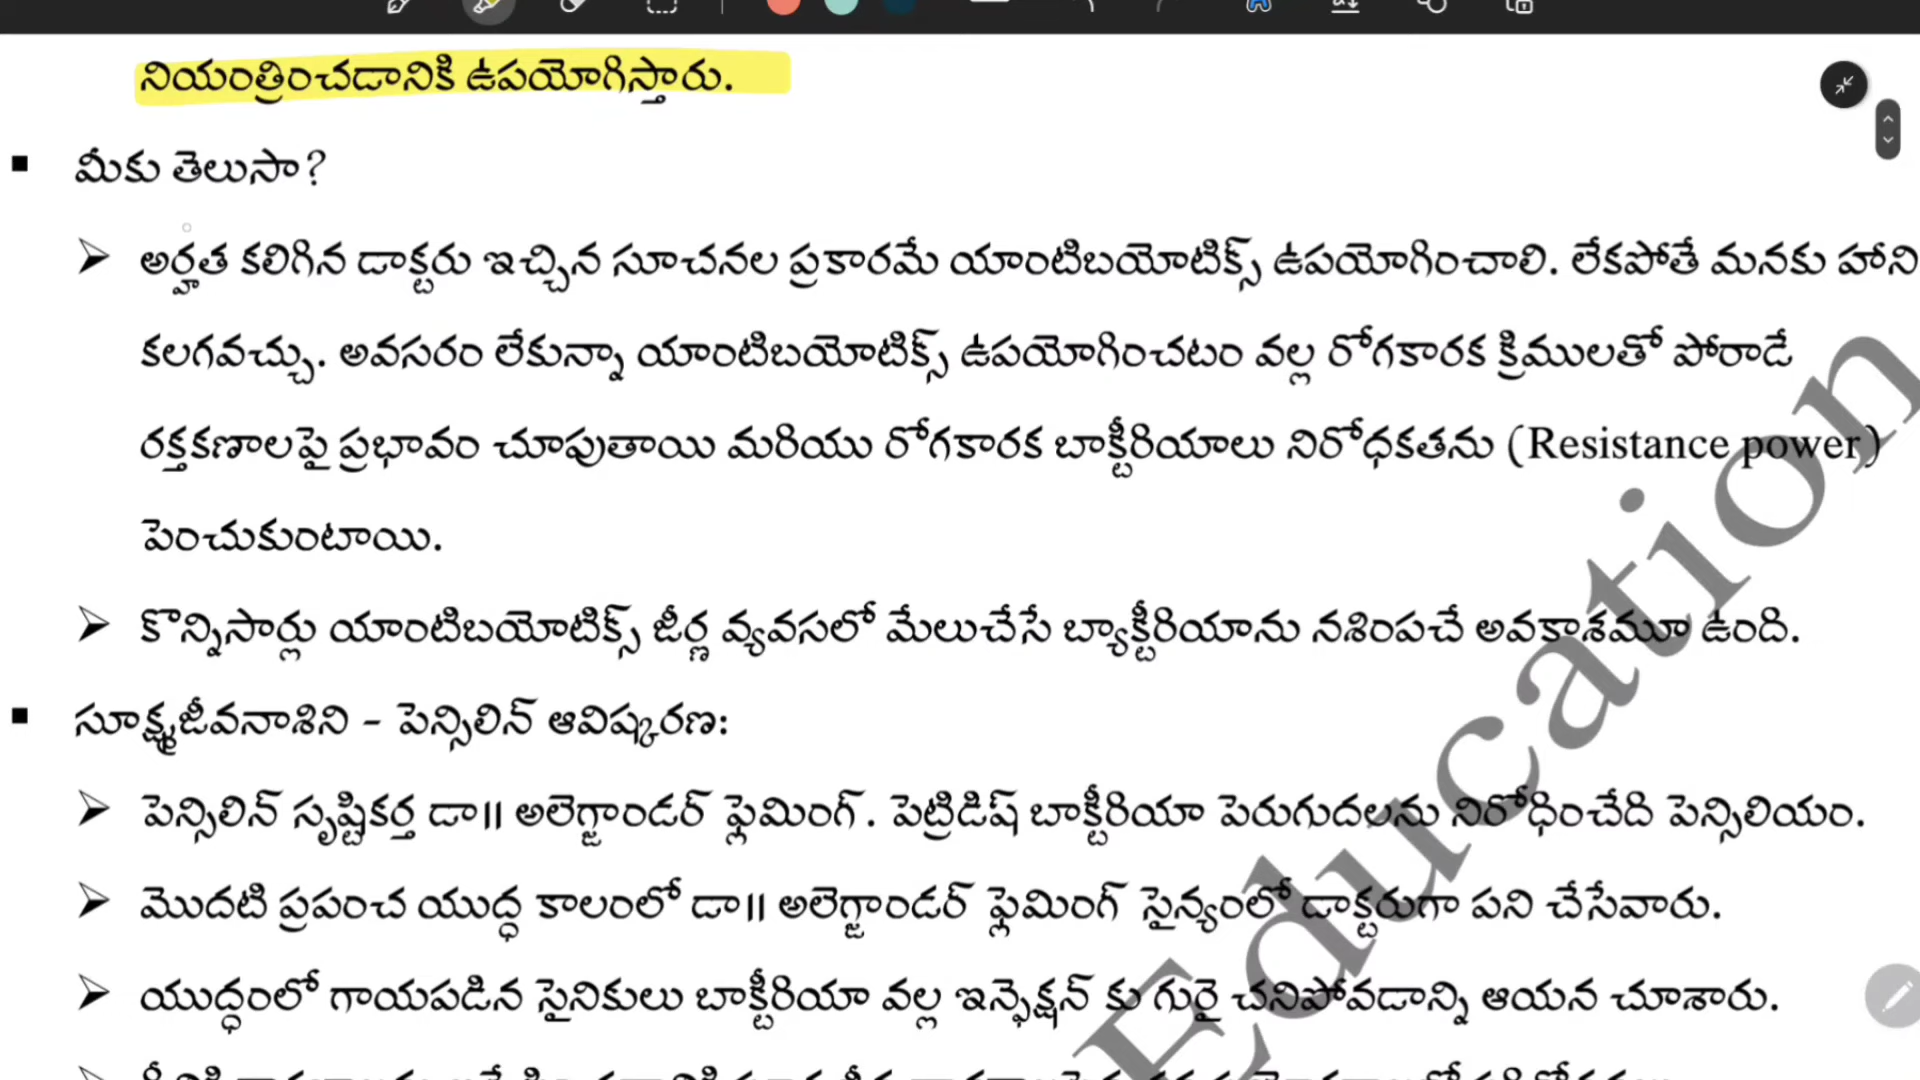 నియంత్రించడానికి ఉపయోగిస్తారు.
మీకు తెలుసా?
అర్హత కలిగిన డాక్టరు ఇచ్చిన సూచనల ప్రకారమే యాంటిబయోటిక్స్ ఉపయోగించాలి. లేకపోతే మనకు హాని
కలగవచ్చు. అవసరం లేకున్నా యాంటిబయోటిక్స్ ఉపయోగించటం వల్ల రోగకారక క్రిములతో పోరాడే
రక్తకణాలపై ప్రభావం చూపుతాయి మరియు రోగకారక బాక్టీరియాలు నిరోధకతను (Resistance power)
పెంచుకుంటాయి.
కొన్నిసార్లు యాంటిబయోటిక్స్ జీర్ణ వ్యవసలో మేలుచేసే బ్యాక్టీరియాను నశింపచే అవకాశమూ ఉంది.
సూక్ష్మజీవనాశిని - పెన్సిలిన్ ఆవిష్కరణ:
పెన్సిలిన్ సృష్టికర్త డా॥ అలెగ్జాండర్ ఫ్లెమింగ్. పెట్రిడిష్ బాక్టీరియా పెరుగుదలను నిరోధించేది పెన్సిలియం.
మొదటి ప్రపంచ యుద్ధ కాలంలో డా॥ అలెగ్జాండర్ ఫ్లెమింగ్ సైన్యంలో డాక్టరుగా పని చేసేవారు.
యుద్ధంలో గాయపడిన సైనికులు బాక్టీరియా వల్ల ఇన్ఫెక్షన్ కు గురై చనిపోవడాన్ని ఆయన చూశారు.
Education